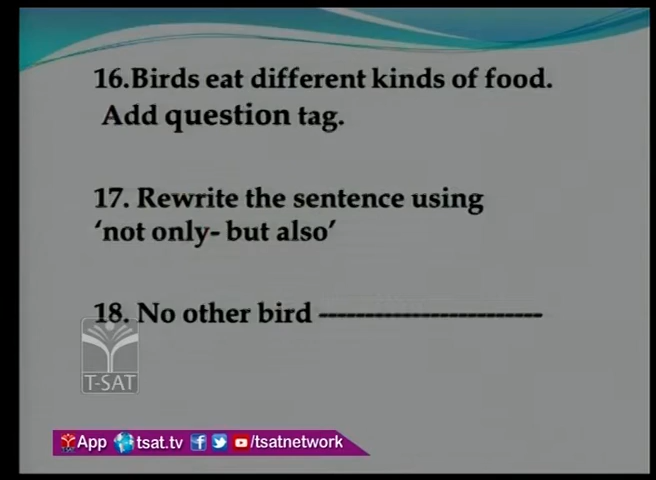 16.Birds eat different kinds of food.
Add question tag.
17. Rewrite the sentence using
‘not only- but also’
18. No other bird -----------------------
T-SAT
App tsat.tv /tsatnetwork